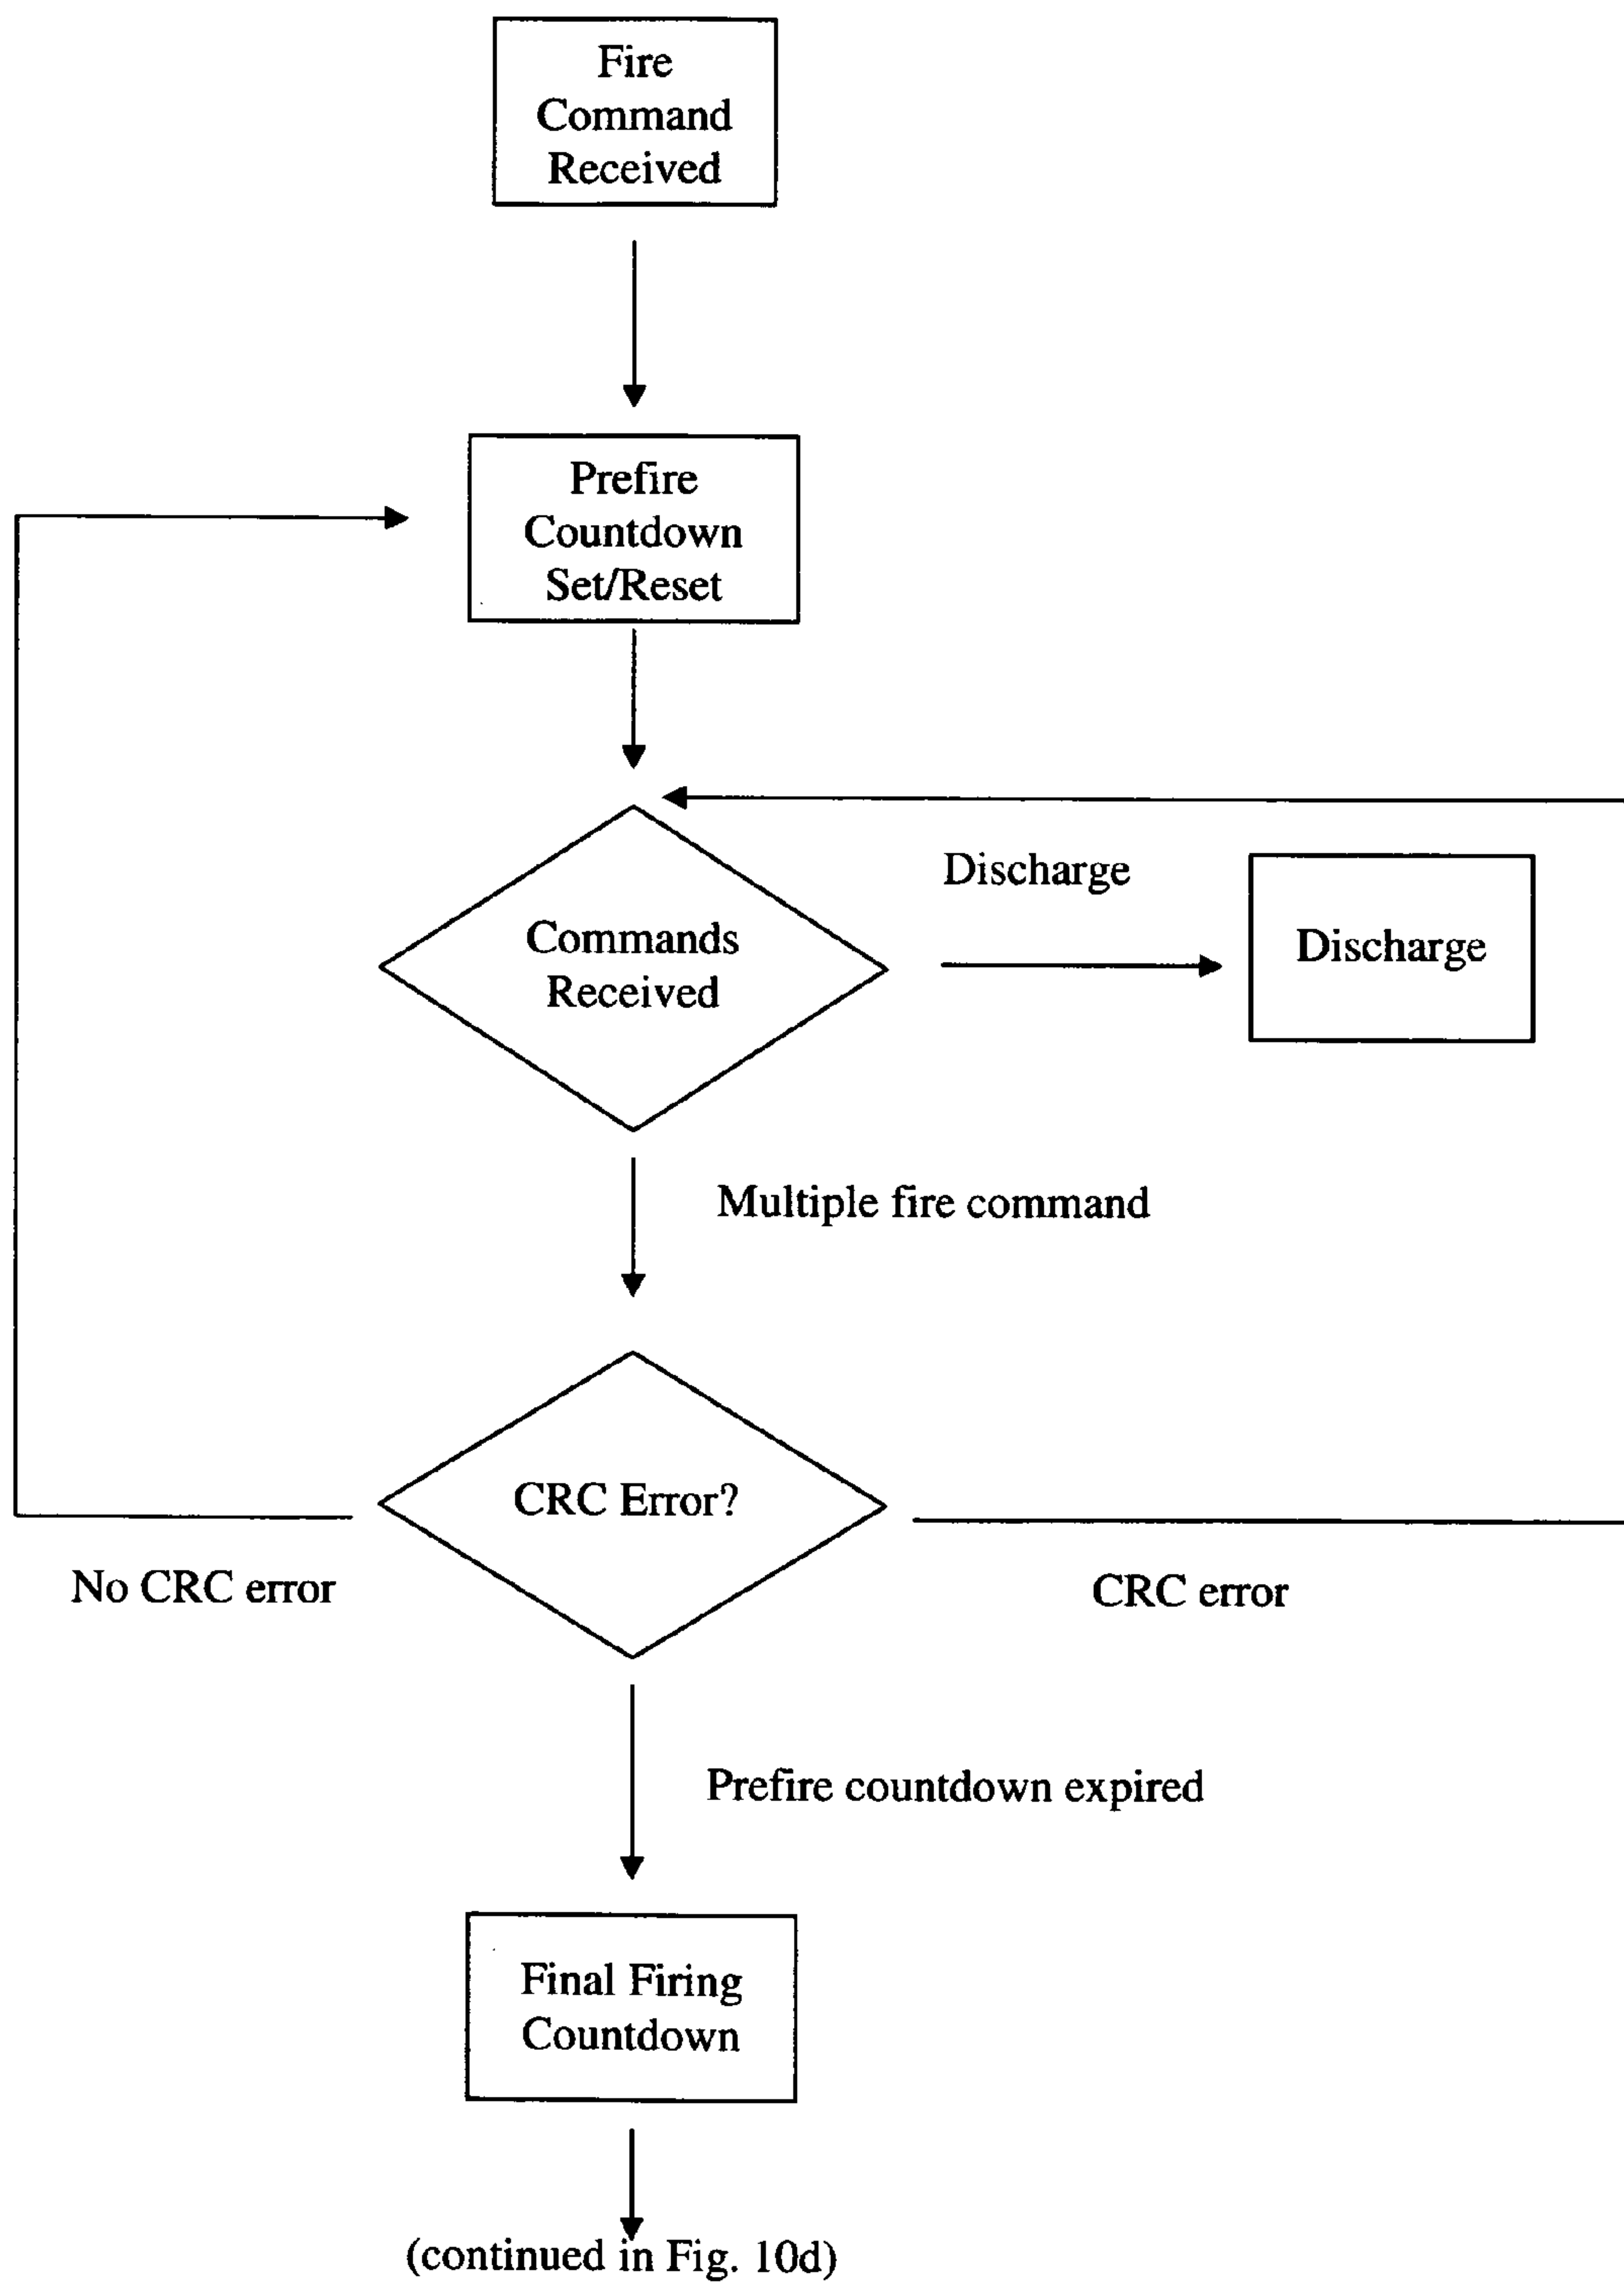 Fire
Command
Received
Prefire
Countdown
Set/Reset
Discharge
Commands
Received
Discharge
Multiple fire command
CRC Error?
No CRC error
CRC error
Prefire countdown expired
Final Firing
Countdown
(continued in Fig. 10d)